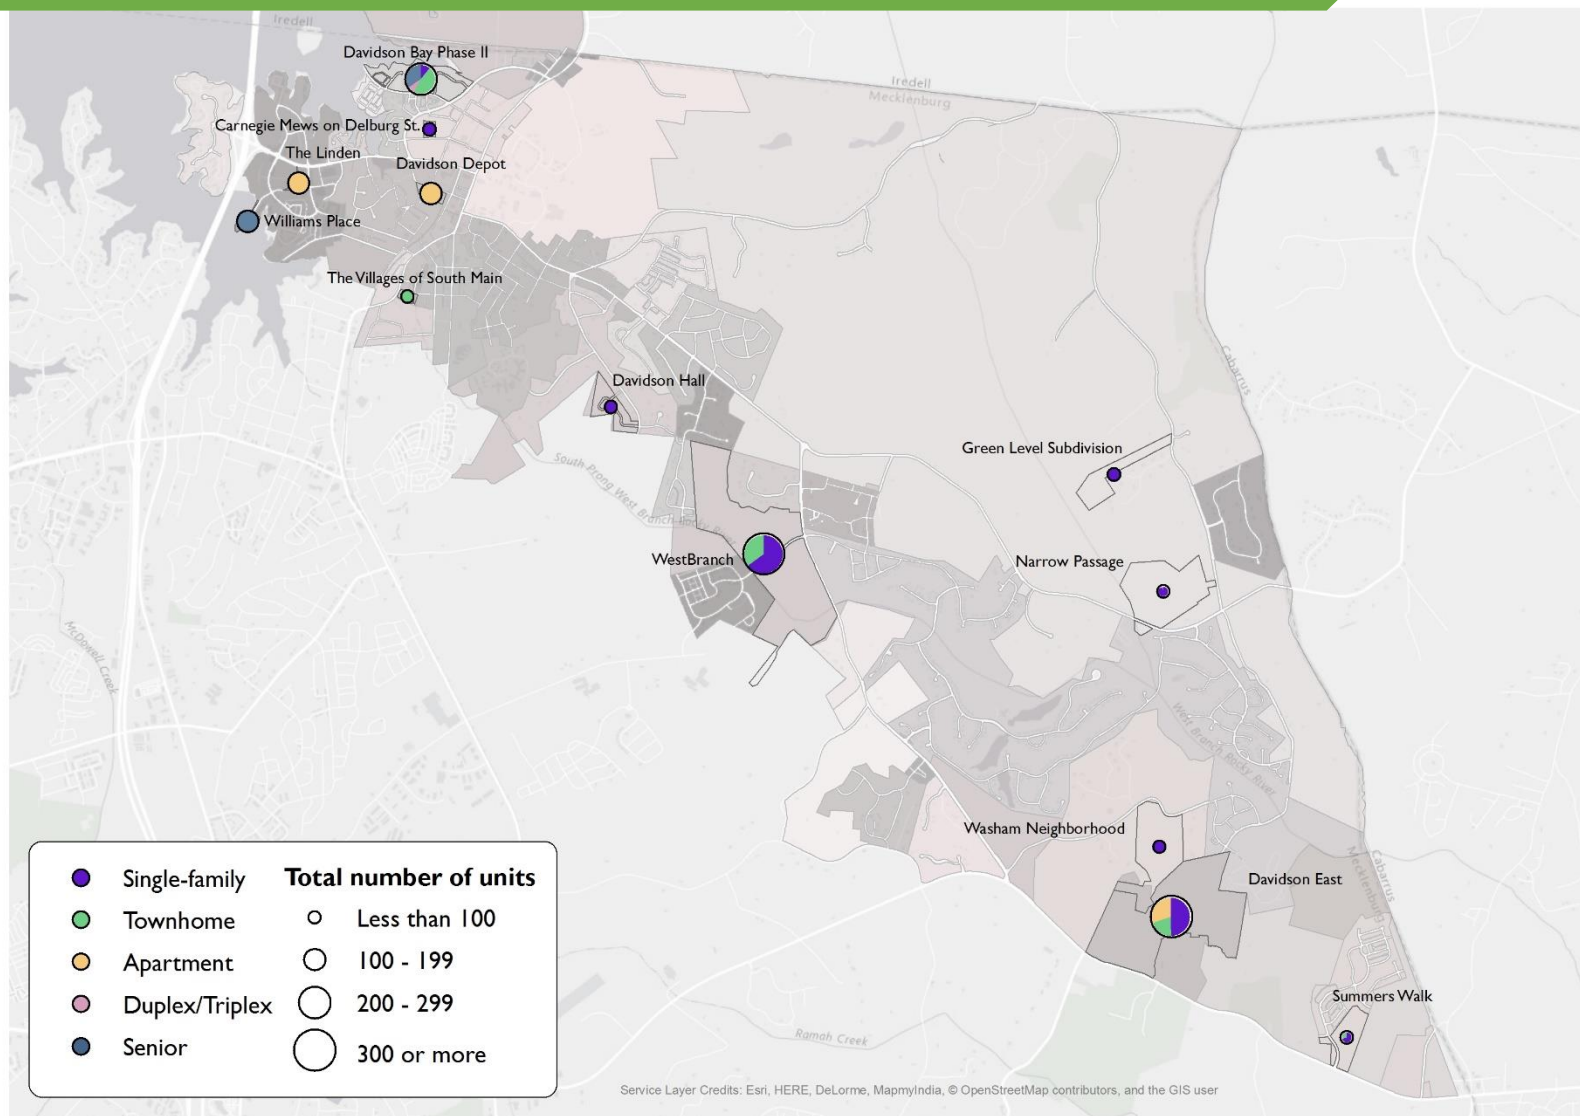 Iredell
Davidson Bay Phase II
Iredell
Mecklenburg
Carnegie Mews on Delburg St.
The Linden
Davidson Depot
Williams Place
The Villages of South Main
Cabarrus
Davidson Hall
Green Level Subdivision
South Prong West Branch Rocky River
WestBranch
Narrow Passage
McDowell Creek
West Branch Rocky River
Washam Neighborhood
Cabarrus
Mecklenburg
Davidson East
Summers Walk
Ramah Creek
Single-family
Townhome
Apartment
Duplex/Triplex
Senior
Total number of units
Less than 100
100 - 199
200 - 299
300 or more
Service Layer Credits: Esri, HERE, DeLorme, MapmyIndia, © OpenStreetMap contributors, and the GIS user